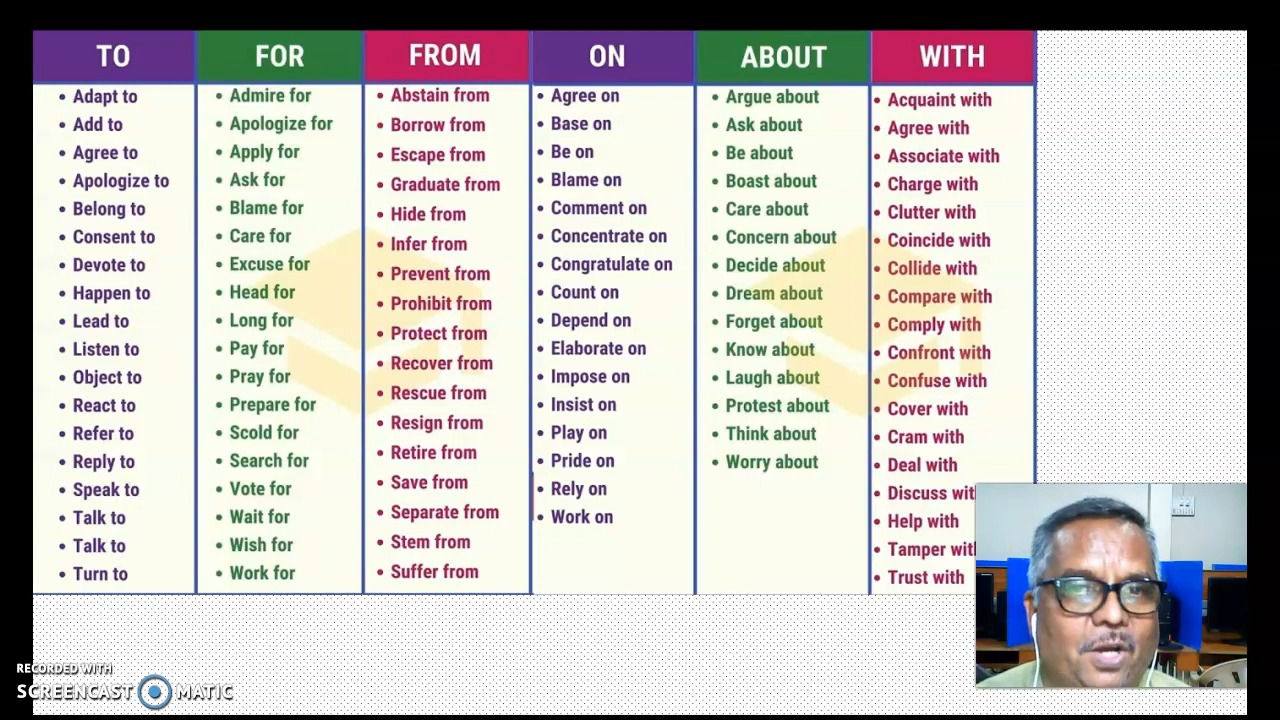 TO
Adapt to
Add to
Agree to
Apologize to
Belong to
Consent to
Devote to
Happen to
Lead to
Listen to
Object to
React to
Refer to
Reply to
Speak to
Talk to
Talk to
Turn to
FOR
Admire for
Apologize for
Apply for
Ask for
Blame for
Care for
Excuse for
Head for
Long for
Pay for
Pray for
Prepare for
Scold for
Search for
Vote for
Wait for
Wish for
Work for
FROM
Abstain from
Borrow from
Escape from
Graduate from
Hide from
Infer from
Prevent from
Prohibit from
Protect from
Recover from
Rescue from
Resign from
Retire from
Save from
Separate from
Stem from
Suffer from
ON
Agree on
Base on
Be on
Blame on
Comment on
Concentrate on
Congratulate on
Count on
Depend on
Elaborate on
Impose on
Insist on
Play on
Pride on
Rely on
Work on
ABOUT
Argue about
Ask about
Be about
Boast about
Care about
Concern about
Decide about
Dream about
Forget about
Know about
Laugh about
Protest about
Think about
Worry about
WITH
Acquaint with
Agree with
Associate with
Charge with
Clutter with
Coincide with
Collide with
Compare with
Comply with
Confront with
Confuse with
Cover with
Cram with
Deal with
Discuss wit
Help with
Tamper wit
Trust with
RECORDED WITH
SCREENCAST MATIC